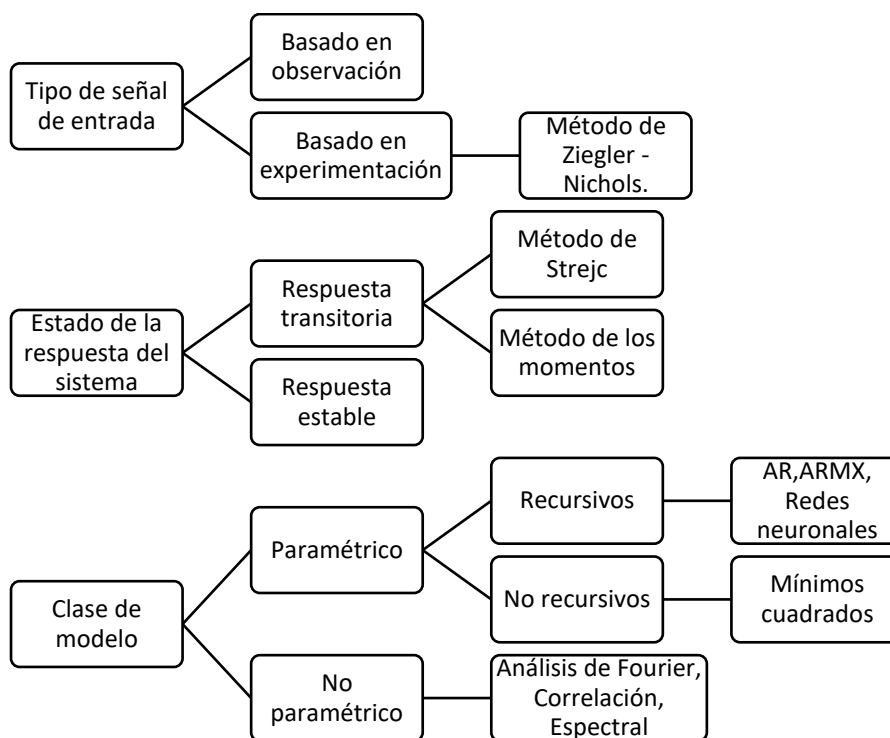 Tipo de señal
de entrada
Basado en
observación
Basado en
experimentación
Método de
Ziegler -
Nichols.
Estado de la
respuesta del
sistema
Respuesta
transitoria
Método de
Strejc
Método de los
momentos
Respuesta
estable
Clase de
modelo
Paramétrico
Recursivos
AR,ARMX,
Redes
neuronales
No recursivos
Mínimos
cuadrados
No
paramétrico
Análisis de Fourier,
Correlación,
Espectral